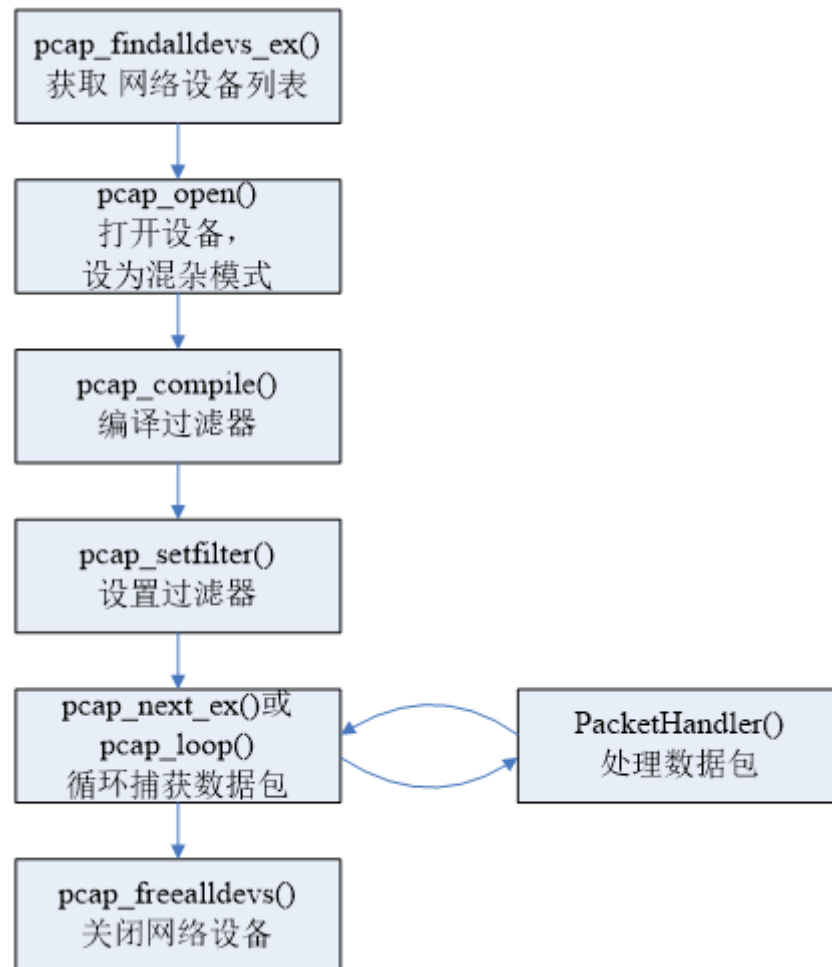 pcap_findalldevs_ex()
获取 网络设备列表
pcap_open()
打开设备，
设为混杂模式
pcap_compile()
编译过滤器
pcap_setfilter()
设置过滤器
pcap_next_ex()或
pcap_loop()
循环捕获数据包
PacketHandler()
处理数据包
pcap_freealldevs()
关闭网络设备